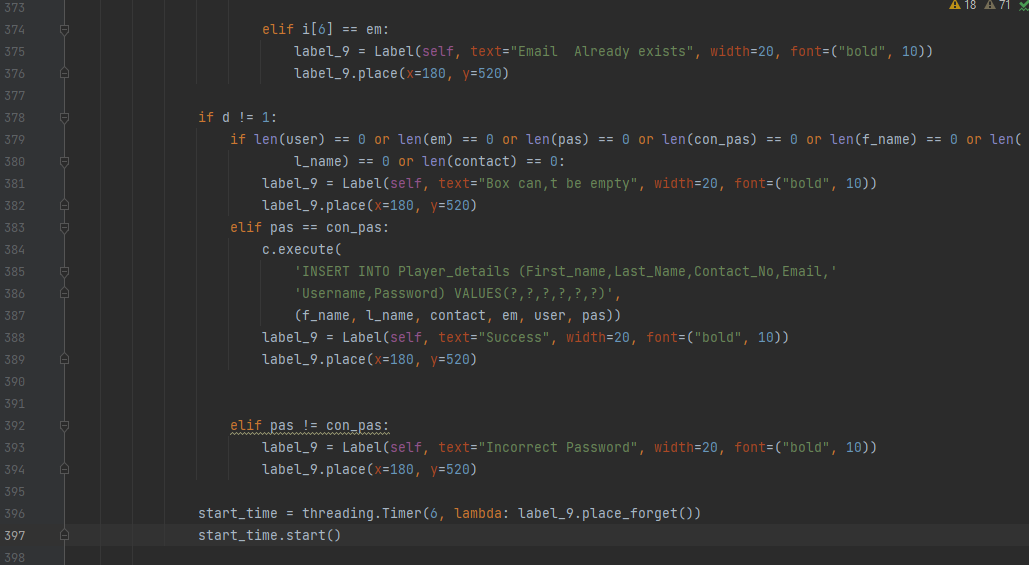 373
18 71
374 elif i[6] == em:
375 label_9 = Label(self, text="Email  Already exists", width=20, font=("bold", 10))
376 label_9.place(x=180, y=520)
377
378 if d != 1:
379 if len(user) == 0 or len(em) == 0 or len(pas) == 0 or len(con_pas) == 0 or len(f_name) == 0 or len(
380 l_name) == 0 or len(contact) == 0:
381 label_9 = Label(self, text="Box can,t be empty", width=20, font=("bold", 10))
382 label_9.place(x=180, y=520)
383 elif pas == con_pas:
384 c.execute(
385 'INSERT INTO Player_details (First_name,Last_Name,Contact_No,Email,'
386 'Username,Password) VALUES(?,?,?,?,?,?)',
387 (f_name, l_name, contact, em, user, pas))
388 label_9 = Label(self, text="Success", width=20, font=("bold", 10))
389 label_9.place(x=180, y=520)
390
391
392 elif pas != con_pas:
393 label_9 = Label(self, text="Incorrect Password", width=20, font=("bold", 10))
394 label_9.place(x=180, y=520)
395
396 start_time = threading.Timer(6, lambda: label_9.place_forget())
397 start_time.start()
398